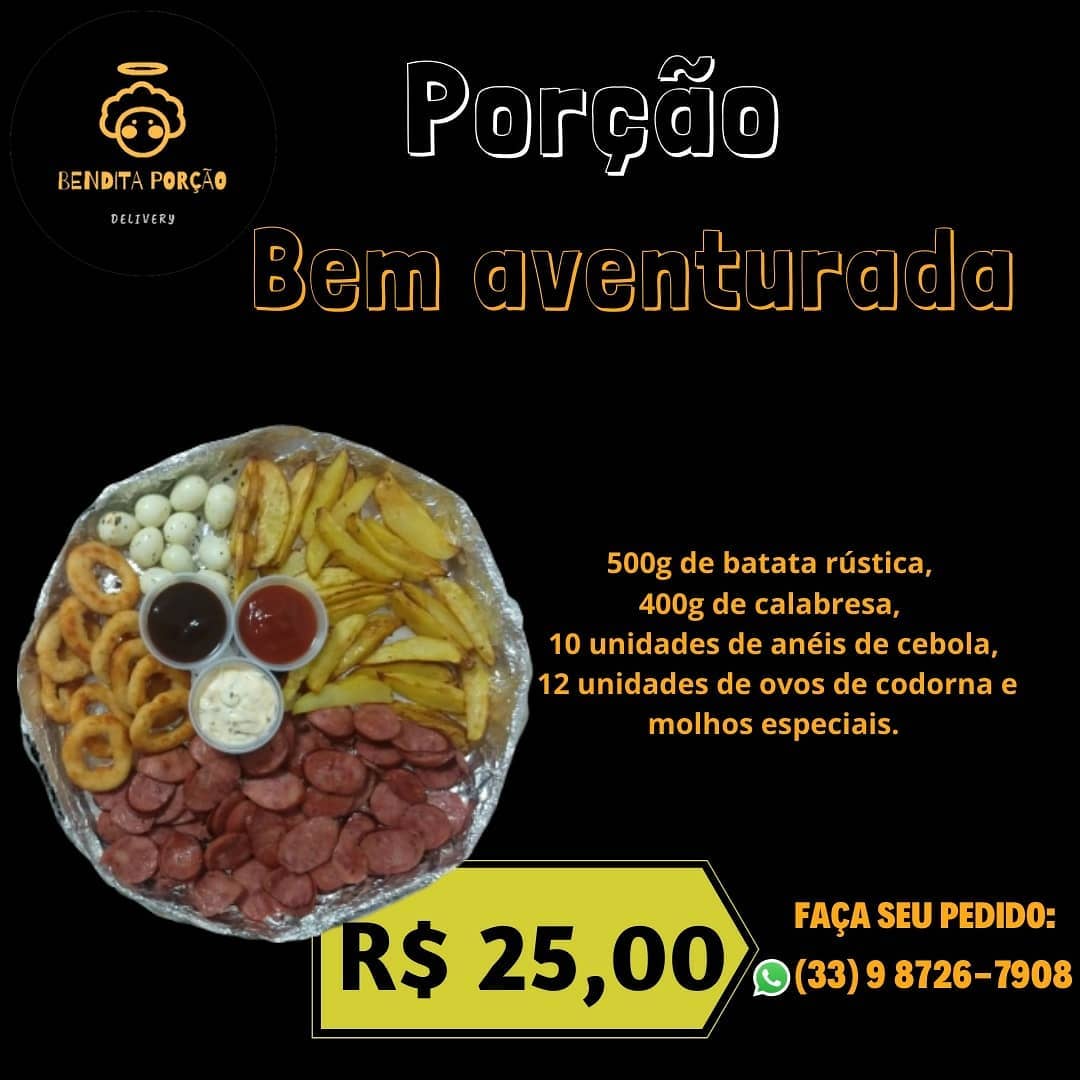 BENDITA PORÇÃO
DELIVERY
Porção
Bem aventurada
500g de batata rústica,
400g de calabresa,
10 unidades de anéis de cebola,
12 unidades de ovos de codorna e
molhos especiais.
R$ 25,00
FAÇA SEU PEDIDO:
(33) 9 8726-7908